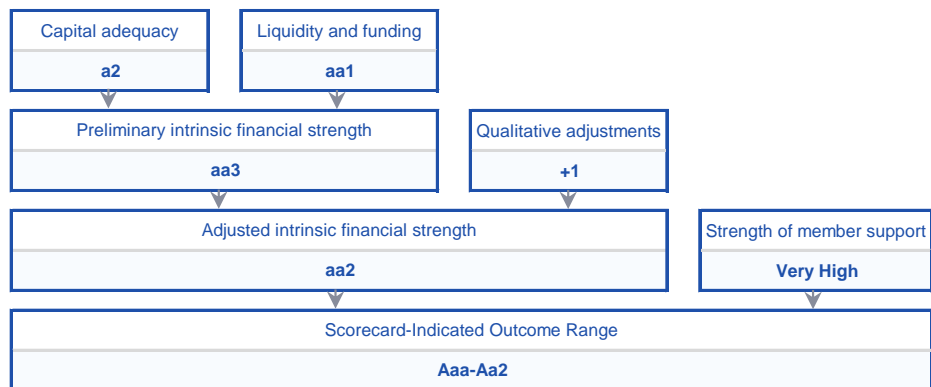 Capital adequacy
Liquidity and funding
a2
aa1
Preliminary intrinsic financial strength
Qualitative adjustments
aa3
+1
Adjusted intrinsic financial strength
Strength of member support
aa2
Very High
Scorecard-Indicated Outcome Range
Aaa-Aa2